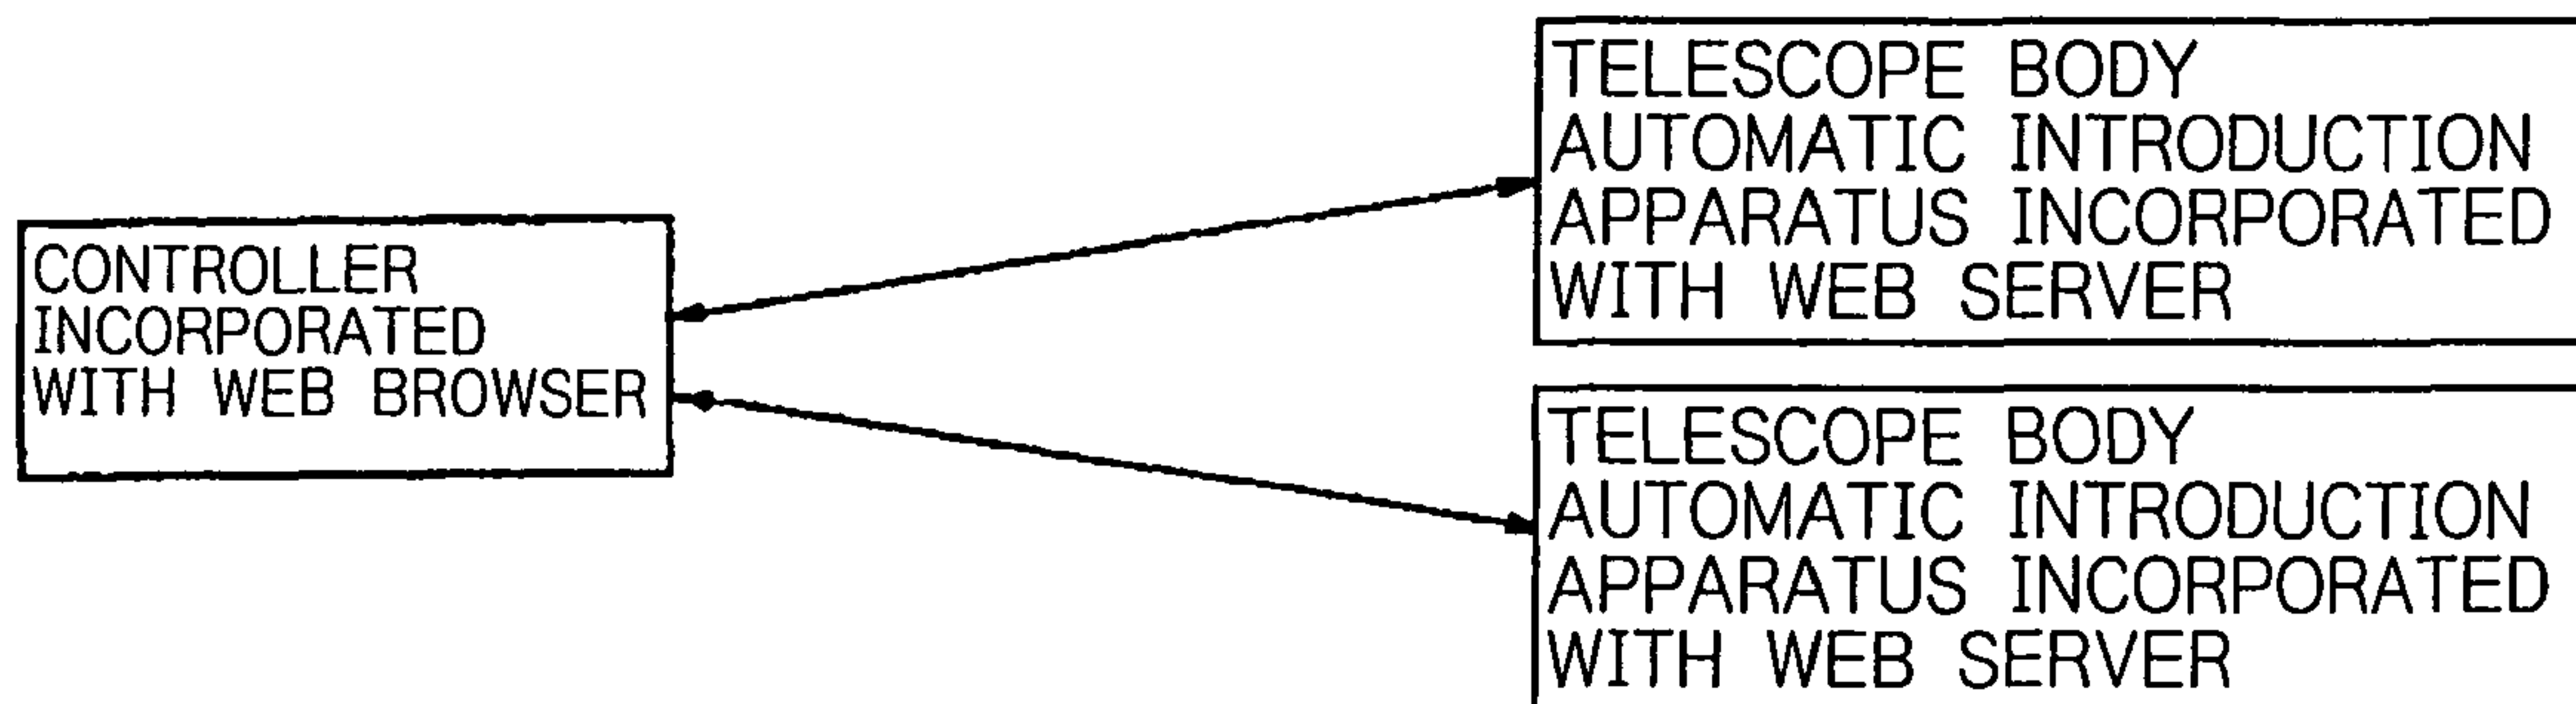 CONTROLLER
INCORPORATED
WITH WEB BROWSER
TELESCOPE BODY
AUTOMATIC INTRODUCTION
APPARATUS INCORPORATED
WITH WEB SERVER
TELESCOPE BODY
AUTOMATIC INTRODUCTION
APPARATUS INCORPORATED
WITH WEB SERVER